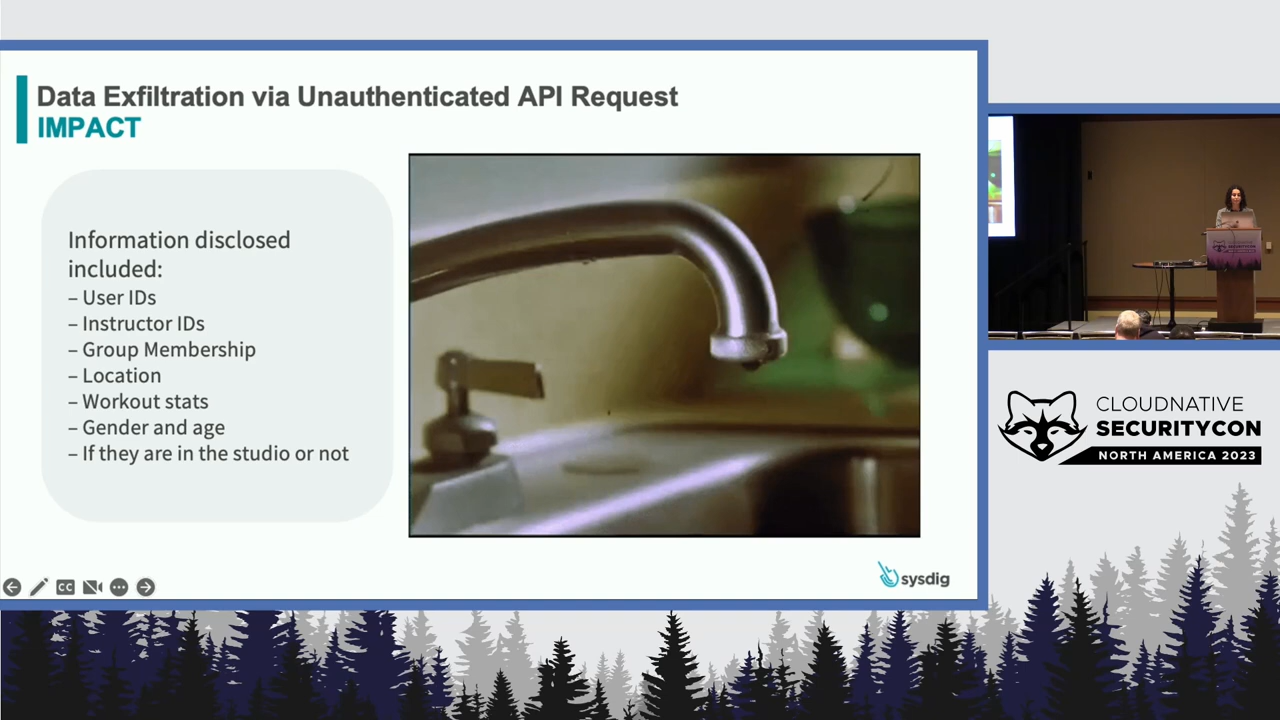 Data Exfiltration via Unauthenticated API Request
IMPACT
Information disclosed
included:
– User IDs
– Instructor IDs
– Group Membership
– Location
– Workout stats
– Gender and age
– If they are in the studio or not
CC
sysdig
CLOUDNATIVE
SECURITYCON
NORTH AMERICA 2023